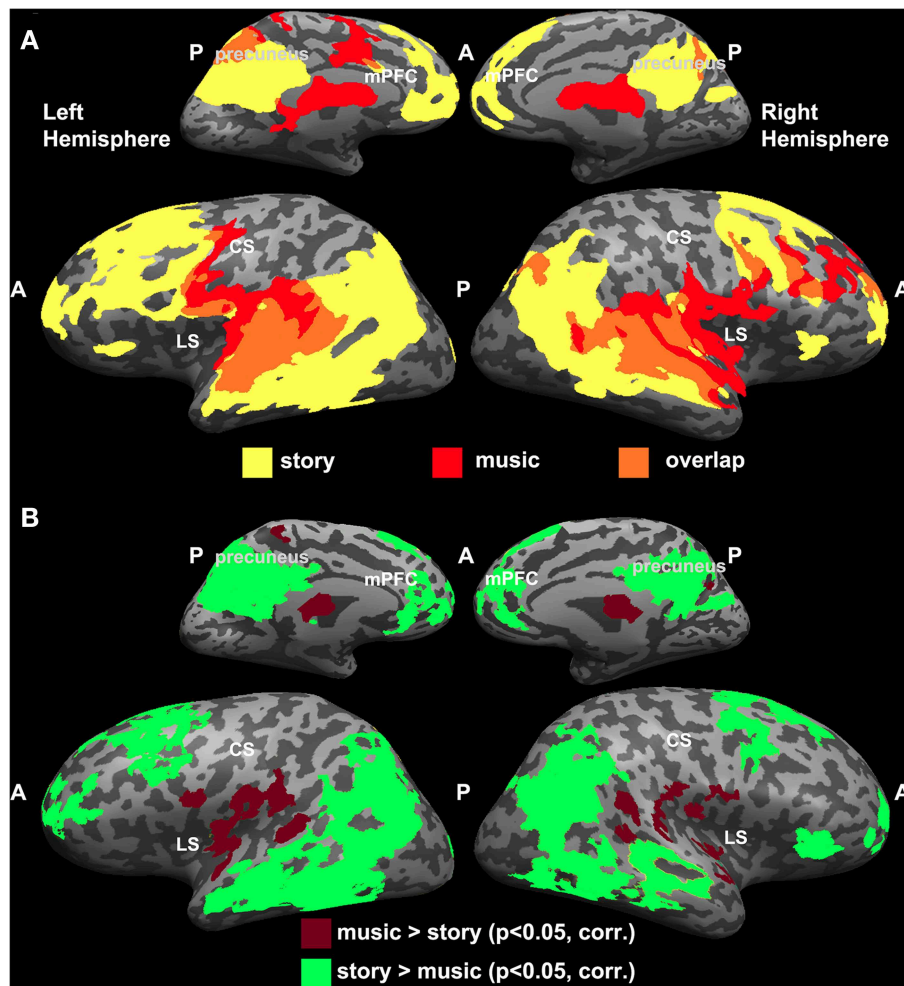 A
P
precuneus
mPFC
A
mPFC
precuneus
P
Left
Hemisphere
Right
Hemisphere
A
CS
LS
P
CS
LS
A
story
music
overlap
B
P
precuneus
mPFC
A
mPFC
precuneus
P
A
CS
LS
P
CS
LS
A
music > story (p<0.05, corr.)
story > music (p<0.05, corr.)